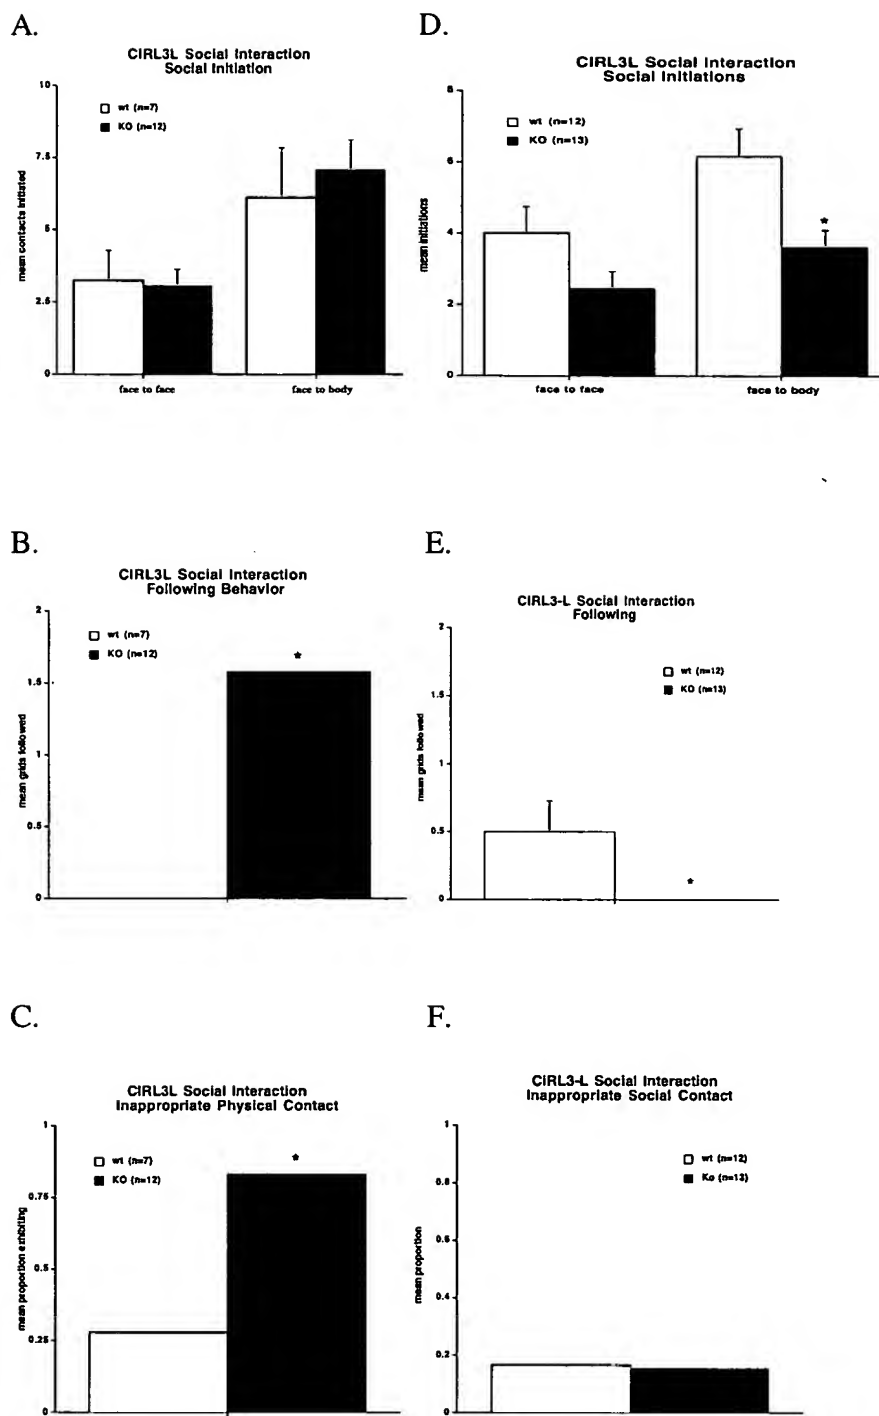 A.
CIRL3L Social Interaction
Social Initiation
10
7.5
5
2.5
0
mean contacts initiated
wt (n=7)
KO (n=12)
face to face
face to body
D.
CIRL3L Social Interaction
Social Initiations
8
6
4
2
0
mean initiations
wt (n=12)
KO (n=13)
*
face to face
face to body
B.
CIRL3L Social Interaction
Following Behavior
2
1.5
1
0.5
0
mean grids followed
wt (n=7)
KO (n=12)
*
E.
CIRL3-L Social Interaction
Following
2
1.5
1
0.5
0
mean grids followed
wt (n=12)
KO (n=13)
*
C.
CIRL3L Social Interaction
Inappropriate Physical Contact
1
0.75
0.5
0.25
0
mean proportion exhibiting
wt (n=7)
KO (n=12)
*
F.
CIRL3-L Social Interaction
Inappropriate Social Contact
1
0.8
0.6
0.4
0.2
0
mean proportion
wt (n=12)
Ko (n=13)